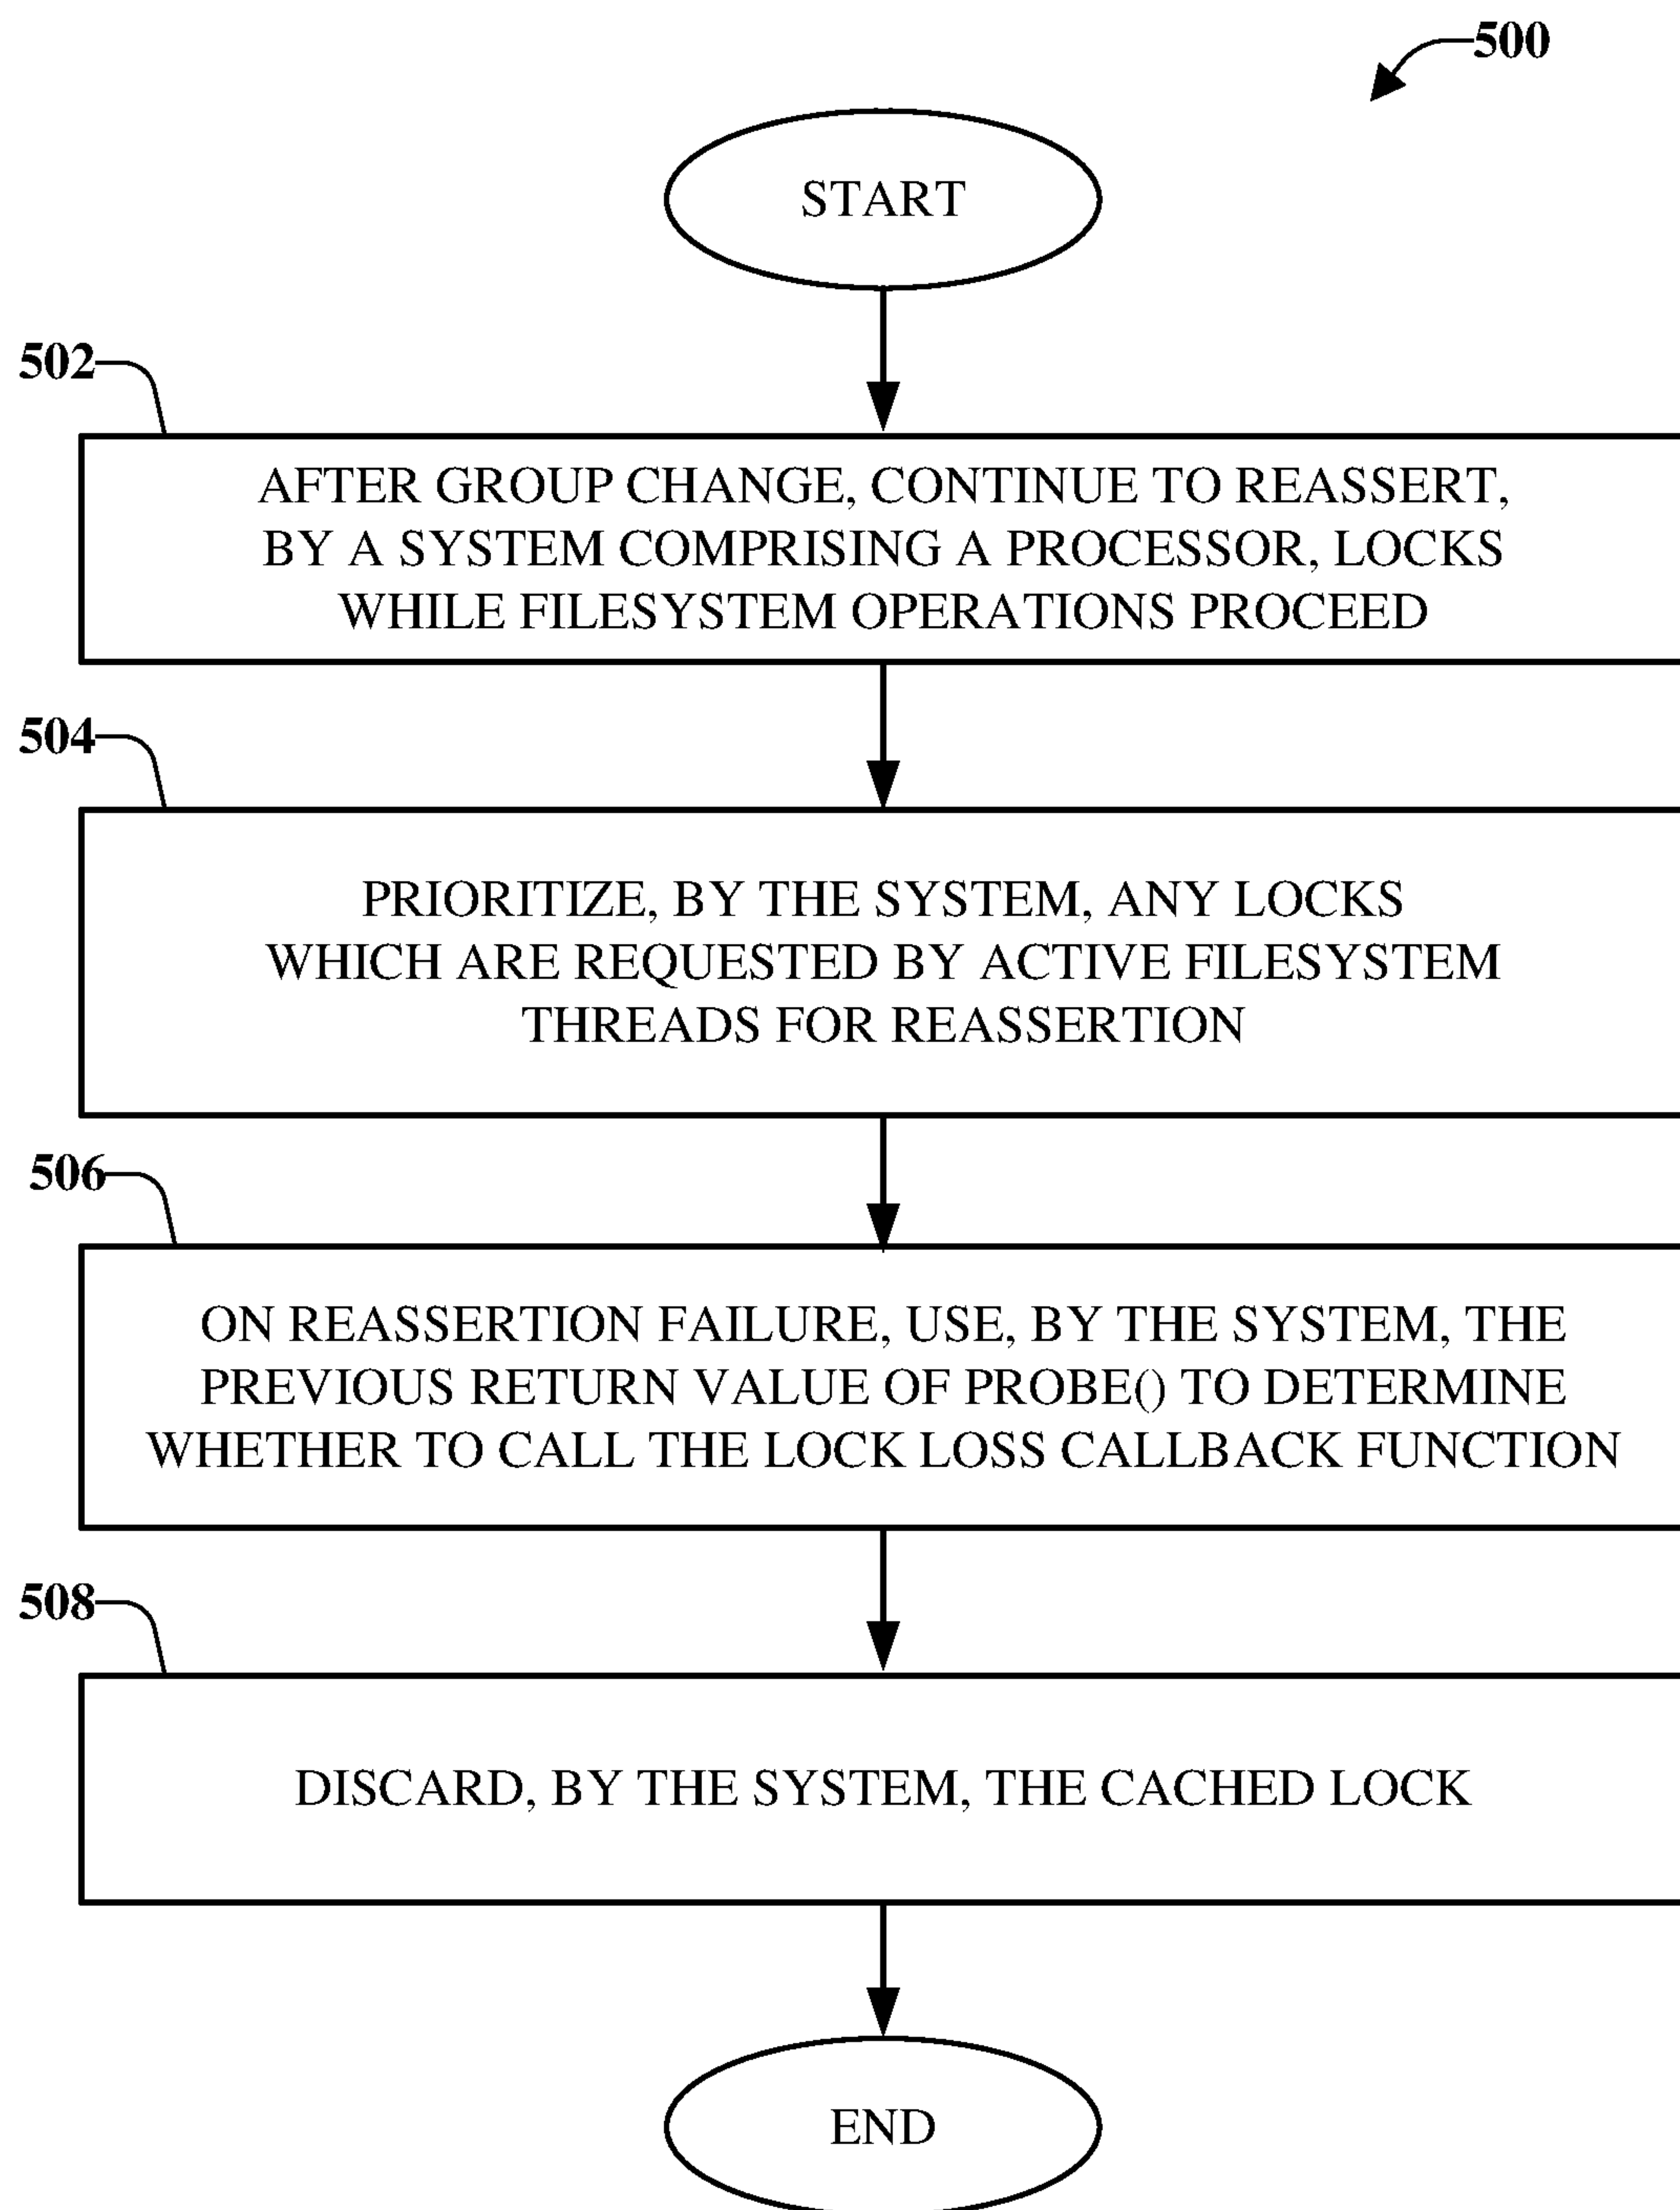 500
START
502
AFTER GROUP CHANGE, CONTINUE TO REASSERT,
BY A SYSTEM COMPRISING A PROCESSOR, LOCKS
WHILE FILESYSTEM OPERATIONS PROCEED
504
PRIORITIZE, BY THE SYSTEM, ANY LOCKS
WHICH ARE REQUESTED BY ACTIVE FILESYSTEM
THREADS FOR REASSERTION
506
ON REASSERTION FAILURE, USE, BY THE SYSTEM, THE
PREVIOUS RETURN VALUE OF PROBE() TO DETERMINE
WHETHER TO CALL THE LOCK LOSS CALLBACK FUNCTION
508
DISCARD, BY THE SYSTEM, THE CACHED LOCK
END